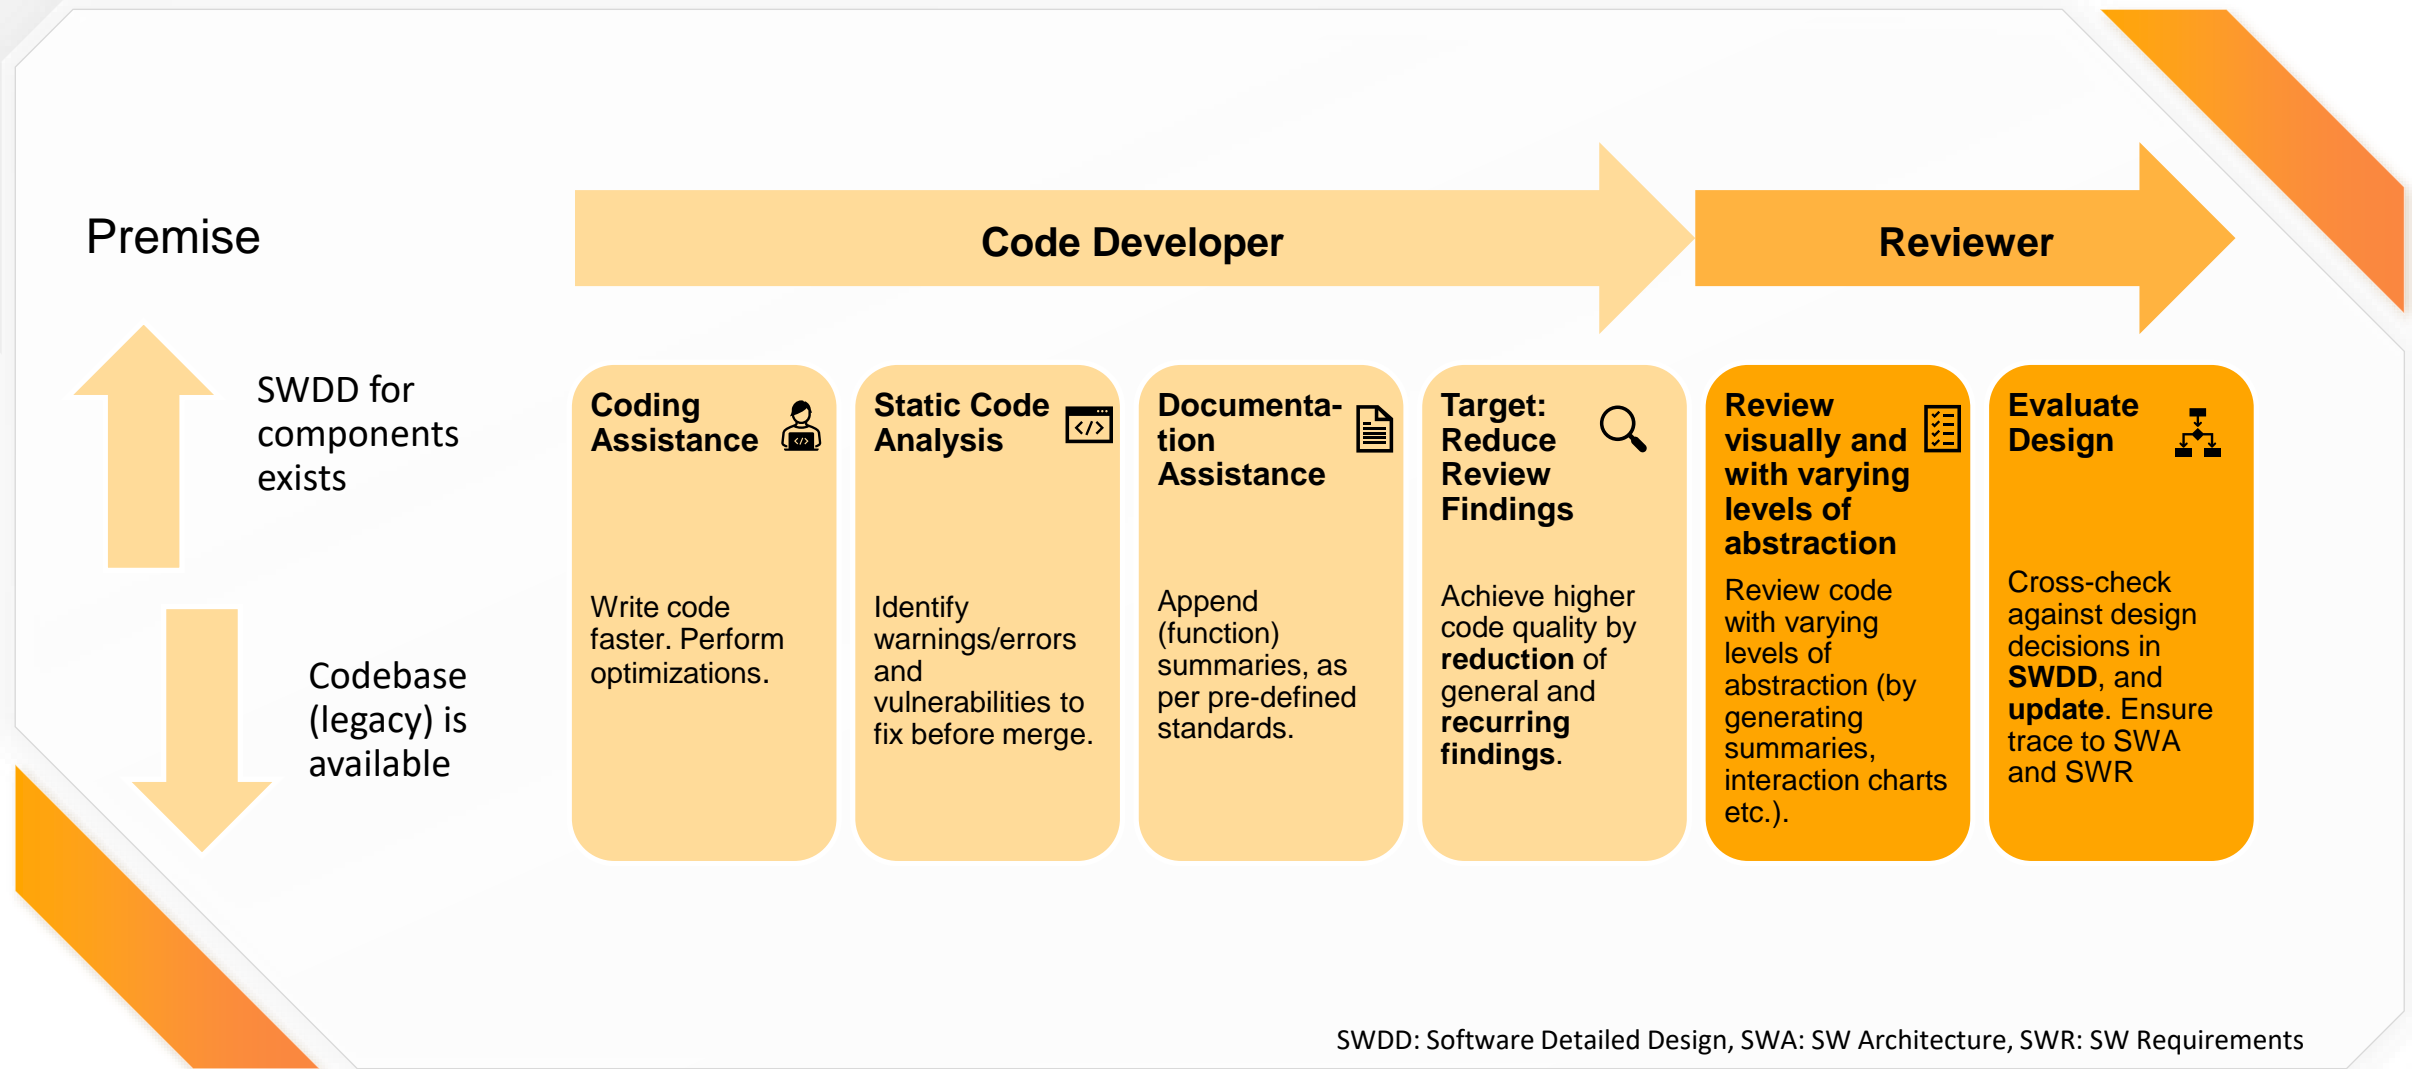 Premise
SWDD for
components
exists
Codebase
(legacy) is
available
Code Developer
Reviewer
Coding
Assistance
Write code
faster. Perform
optimizations.
Static Code
Analysis
Identify
warnings/errors
and
vulnerabilities to
fix before merge.
Documenta-
tion
Assistance
Append
(function)
summaries, as
per pre-defined
standards.
Target:
Reduce
Review
Findings
Achieve higher
code quality by
reduction of
general and
recurring
findings.
Review
visually and
with varying
levels of
abstraction
Review code
with varying
levels of
abstraction (by
generating
summaries,
interaction charts
etc.).
Evaluate
Design
Cross-check
against design
decisions in
SWDD, and
update. Ensure
trace to SWA
and SWR
SWDD: Software Detailed Design, SWA: SW Architecture, SWR: SW Requirements